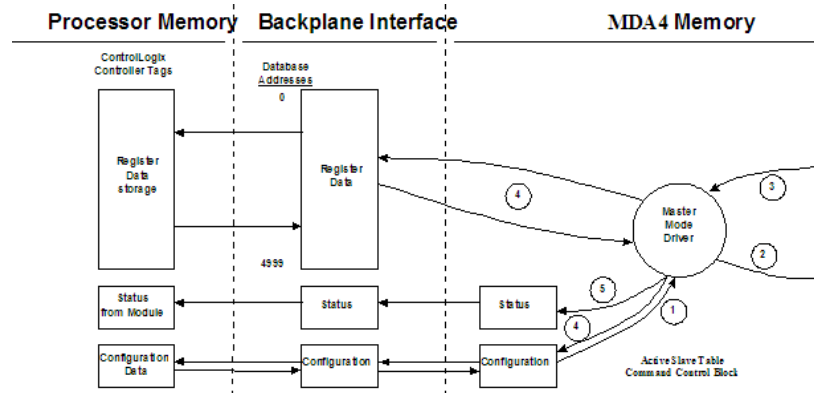 Processor Memory
Backplane Interface
MDA4 Memory
ControlLogix
Controller Tags
Database
Addresses
0
Register
Data
storage
Register
Data
4
3
Master
Mode
Driver
2
4999
Status
from Module
Status
Status
5
1
4
Configuration
Data
Configuration
Configuration
Active Slave Table
Command Control Block